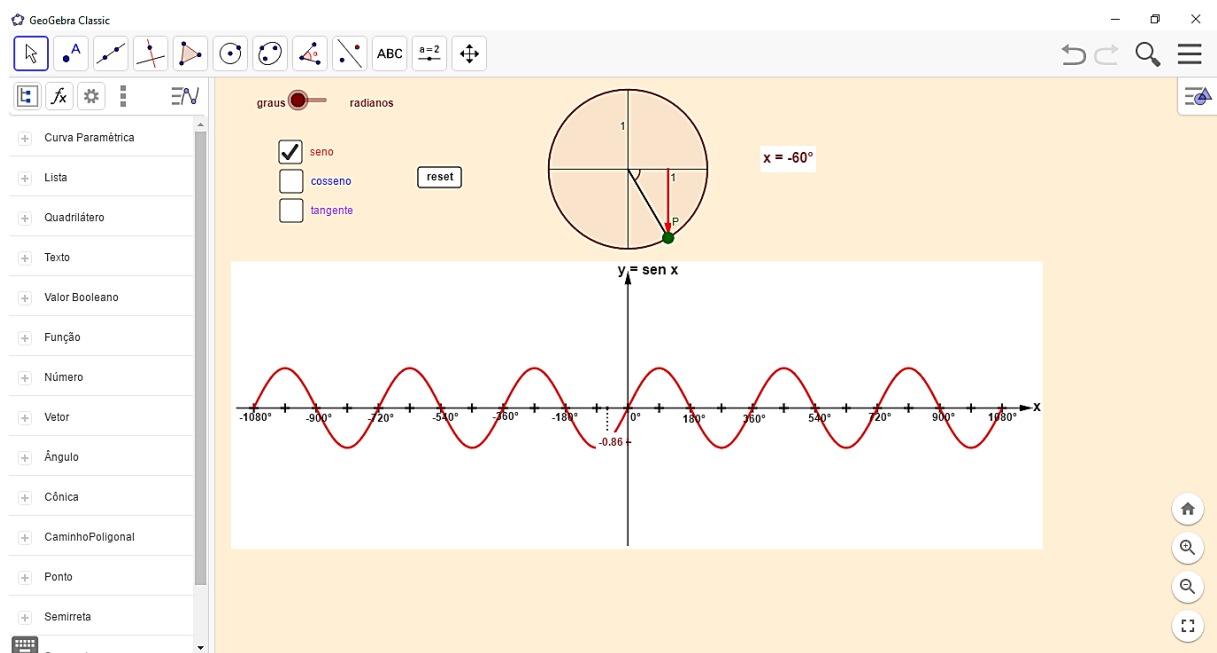 GeoGebra Classic
A
ABC
a=2
fx
graus
radianos
seno
cosseno
tangente
reset
1
1
P
x = -60°
Curva Paramêtrica
Lista
Quadrilátero
Texto
Valor Booleano
Função
Número
Vetor
Ângulo
Cônica
CaminhoPoligonal
Ponto
Semirreta
y = sen x
x
-1080° -900° -720° -540° -360° -180° 0° 180° 360° 540° 720° 900° 1080°
-0.86